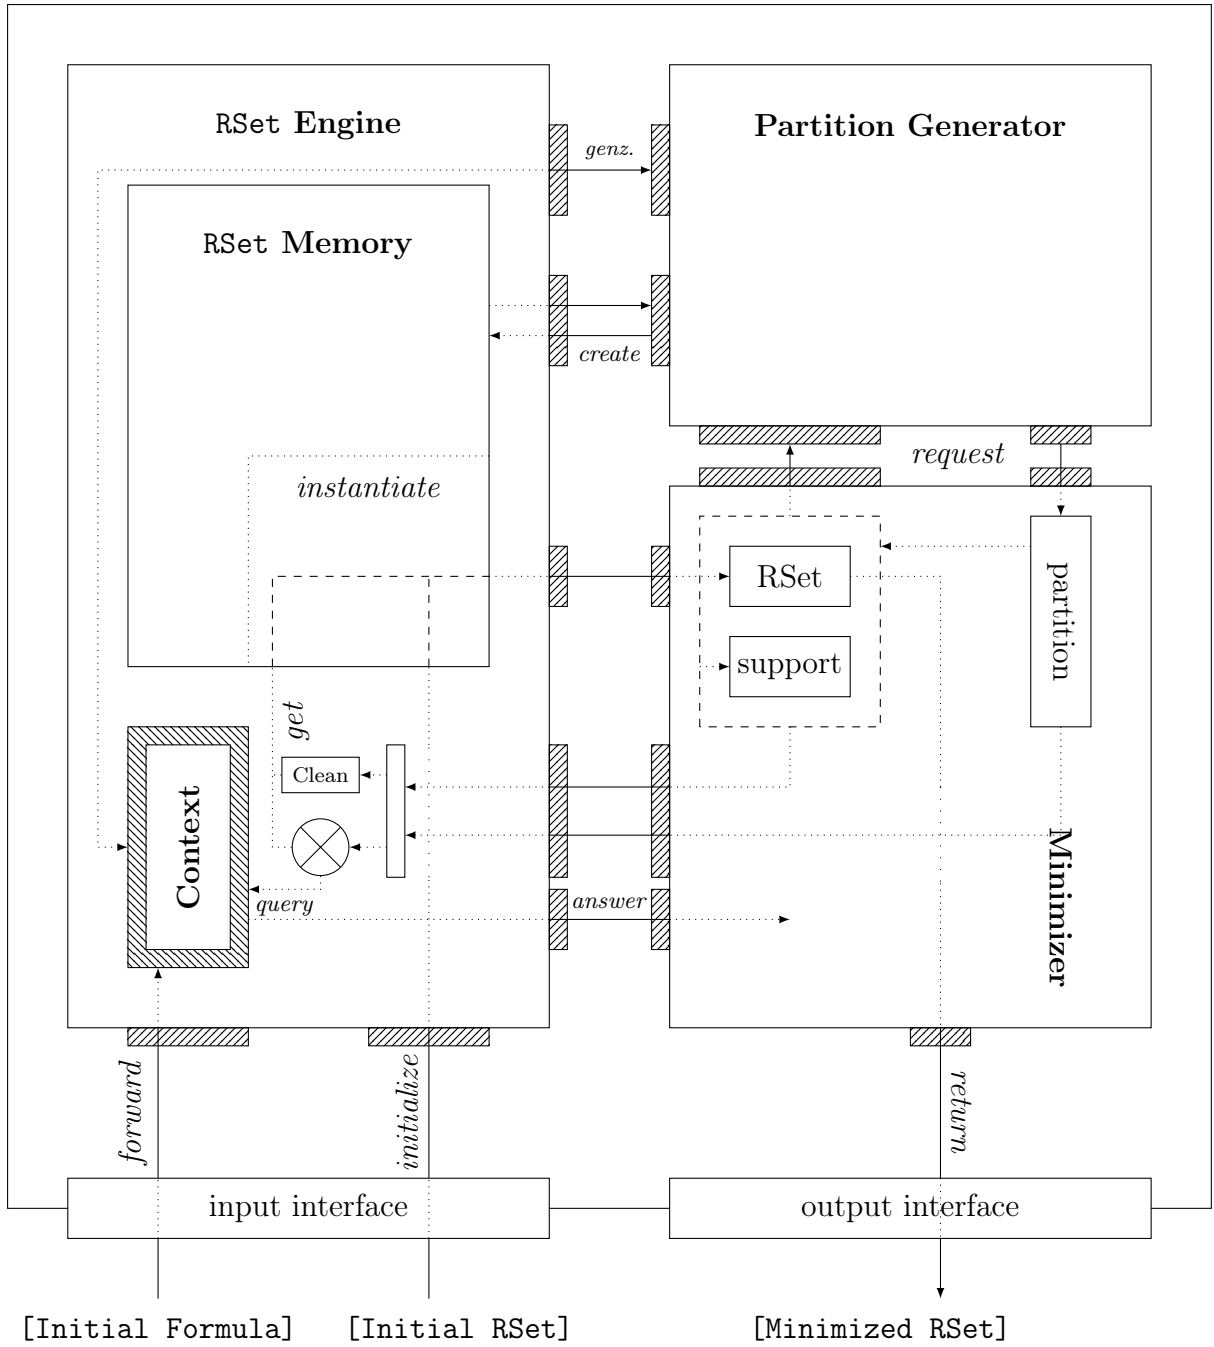 RSet Engine
Partition Generator
genz.
RSet Memory
create
request
instantiate
RSet
partition
support
get
Clean
Context
Minimizer
query
answer
forward
initialize
return
input interface
output interface
[Initial Formula]
[Initial RSet]
[Minimized RSet]